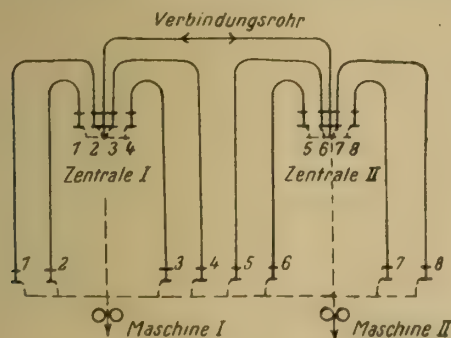 Verbindungsrohr
1 2 3 4 5 6 7 8
Zentrale I Zentrale II
1 2 3 4 5 6 7 8
Maschine I Maschine II